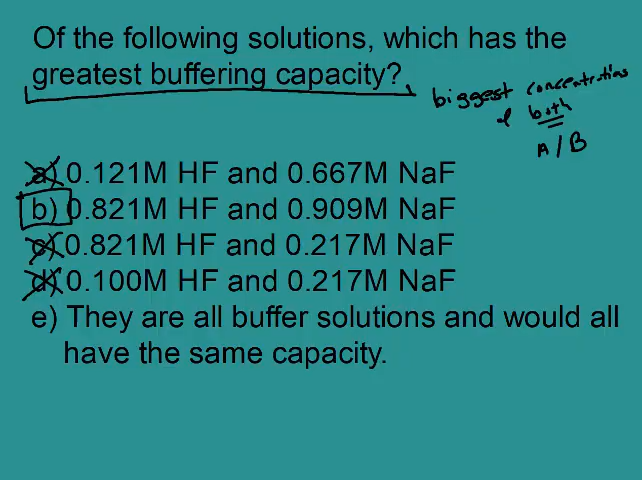 Of the following solutions, which has the
greatest buffering capacity?
biggest concentrations
of both
A/B
a) 0.121M HF and 0.667M NaF
b) 0.821M HF and 0.909M NaF
c) 0.821M HF and 0.217M NaF
d) 0.100M HF and 0.217M NaF
e) They are all buffer solutions and would all
have the same capacity.